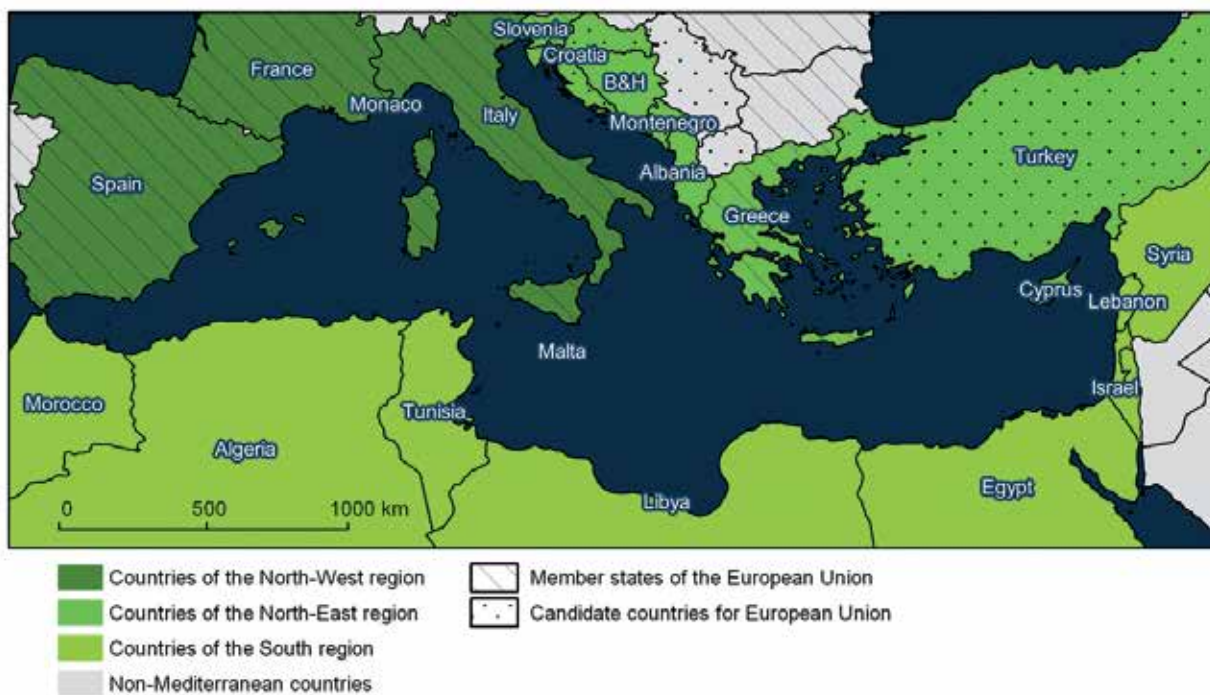 Slovenia
Croatia
France
B&H
Monaco
Italy
Montenegro
Turkey
Albania
Spain
Greece
Syria
Cyprus
Lebanon
Malta
Israel
Morocco
Tunisia
Algeria
Egypt
Libya
0 500 1000 km
Countries of the North-West region
Countries of the North-East region
Countries of the South region
Non-Mediterranean countries
Member states of the European Union
Candidate countries for European Union